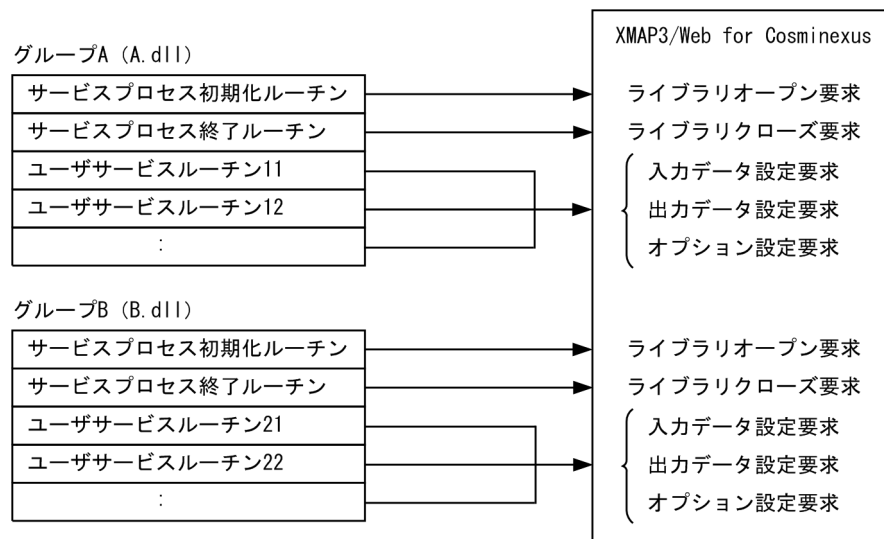 XMAP3/Web for Cosminexus
グループA（A.dll）
サービスプロセス初期化ルーチン
ライブラリオープン要求
サービスプロセス終了ルーチン
ライブラリクローズ要求
ユーザサービスルーチン11
入力データ設定要求
ユーザサービスルーチン12
出力データ設定要求
：
オプション設定要求
グループB（B.dll）
サービスプロセス初期化ルーチン
ライブラリオープン要求
サービスプロセス終了ルーチン
ライブラリクローズ要求
ユーザサービスルーチン21
入力データ設定要求
ユーザサービスルーチン22
出力データ設定要求
：
オプション設定要求